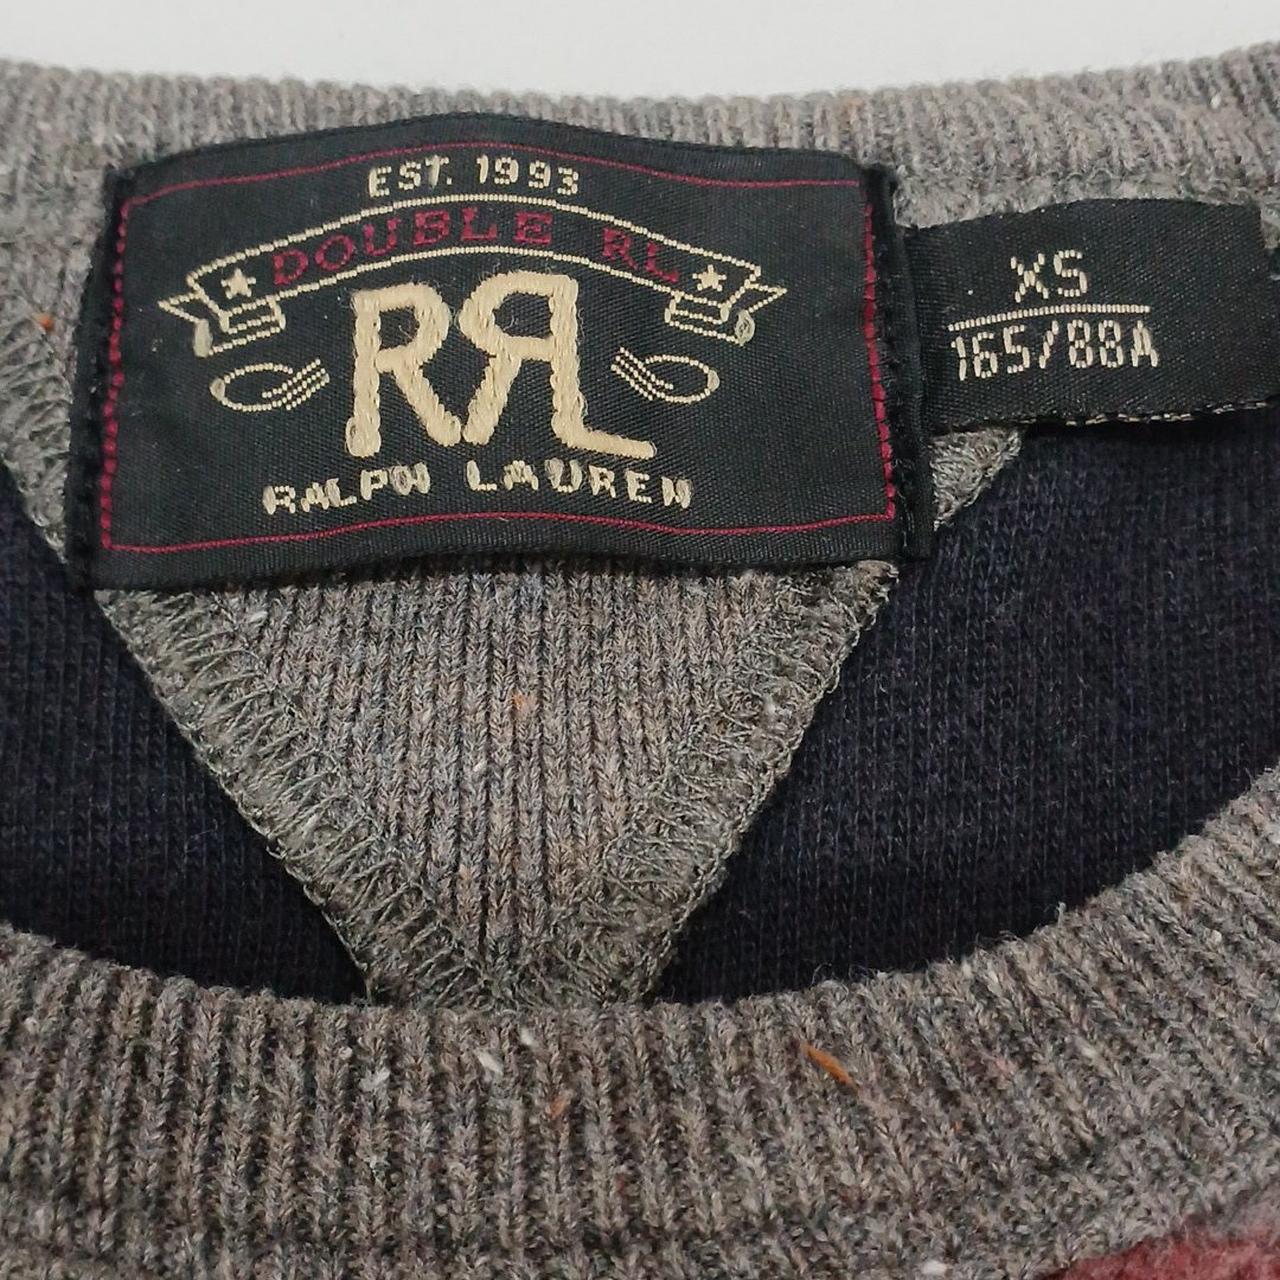 EST. 1993
DOUBLE RL
RRL
RALPH LAUREN
XS
165/88A